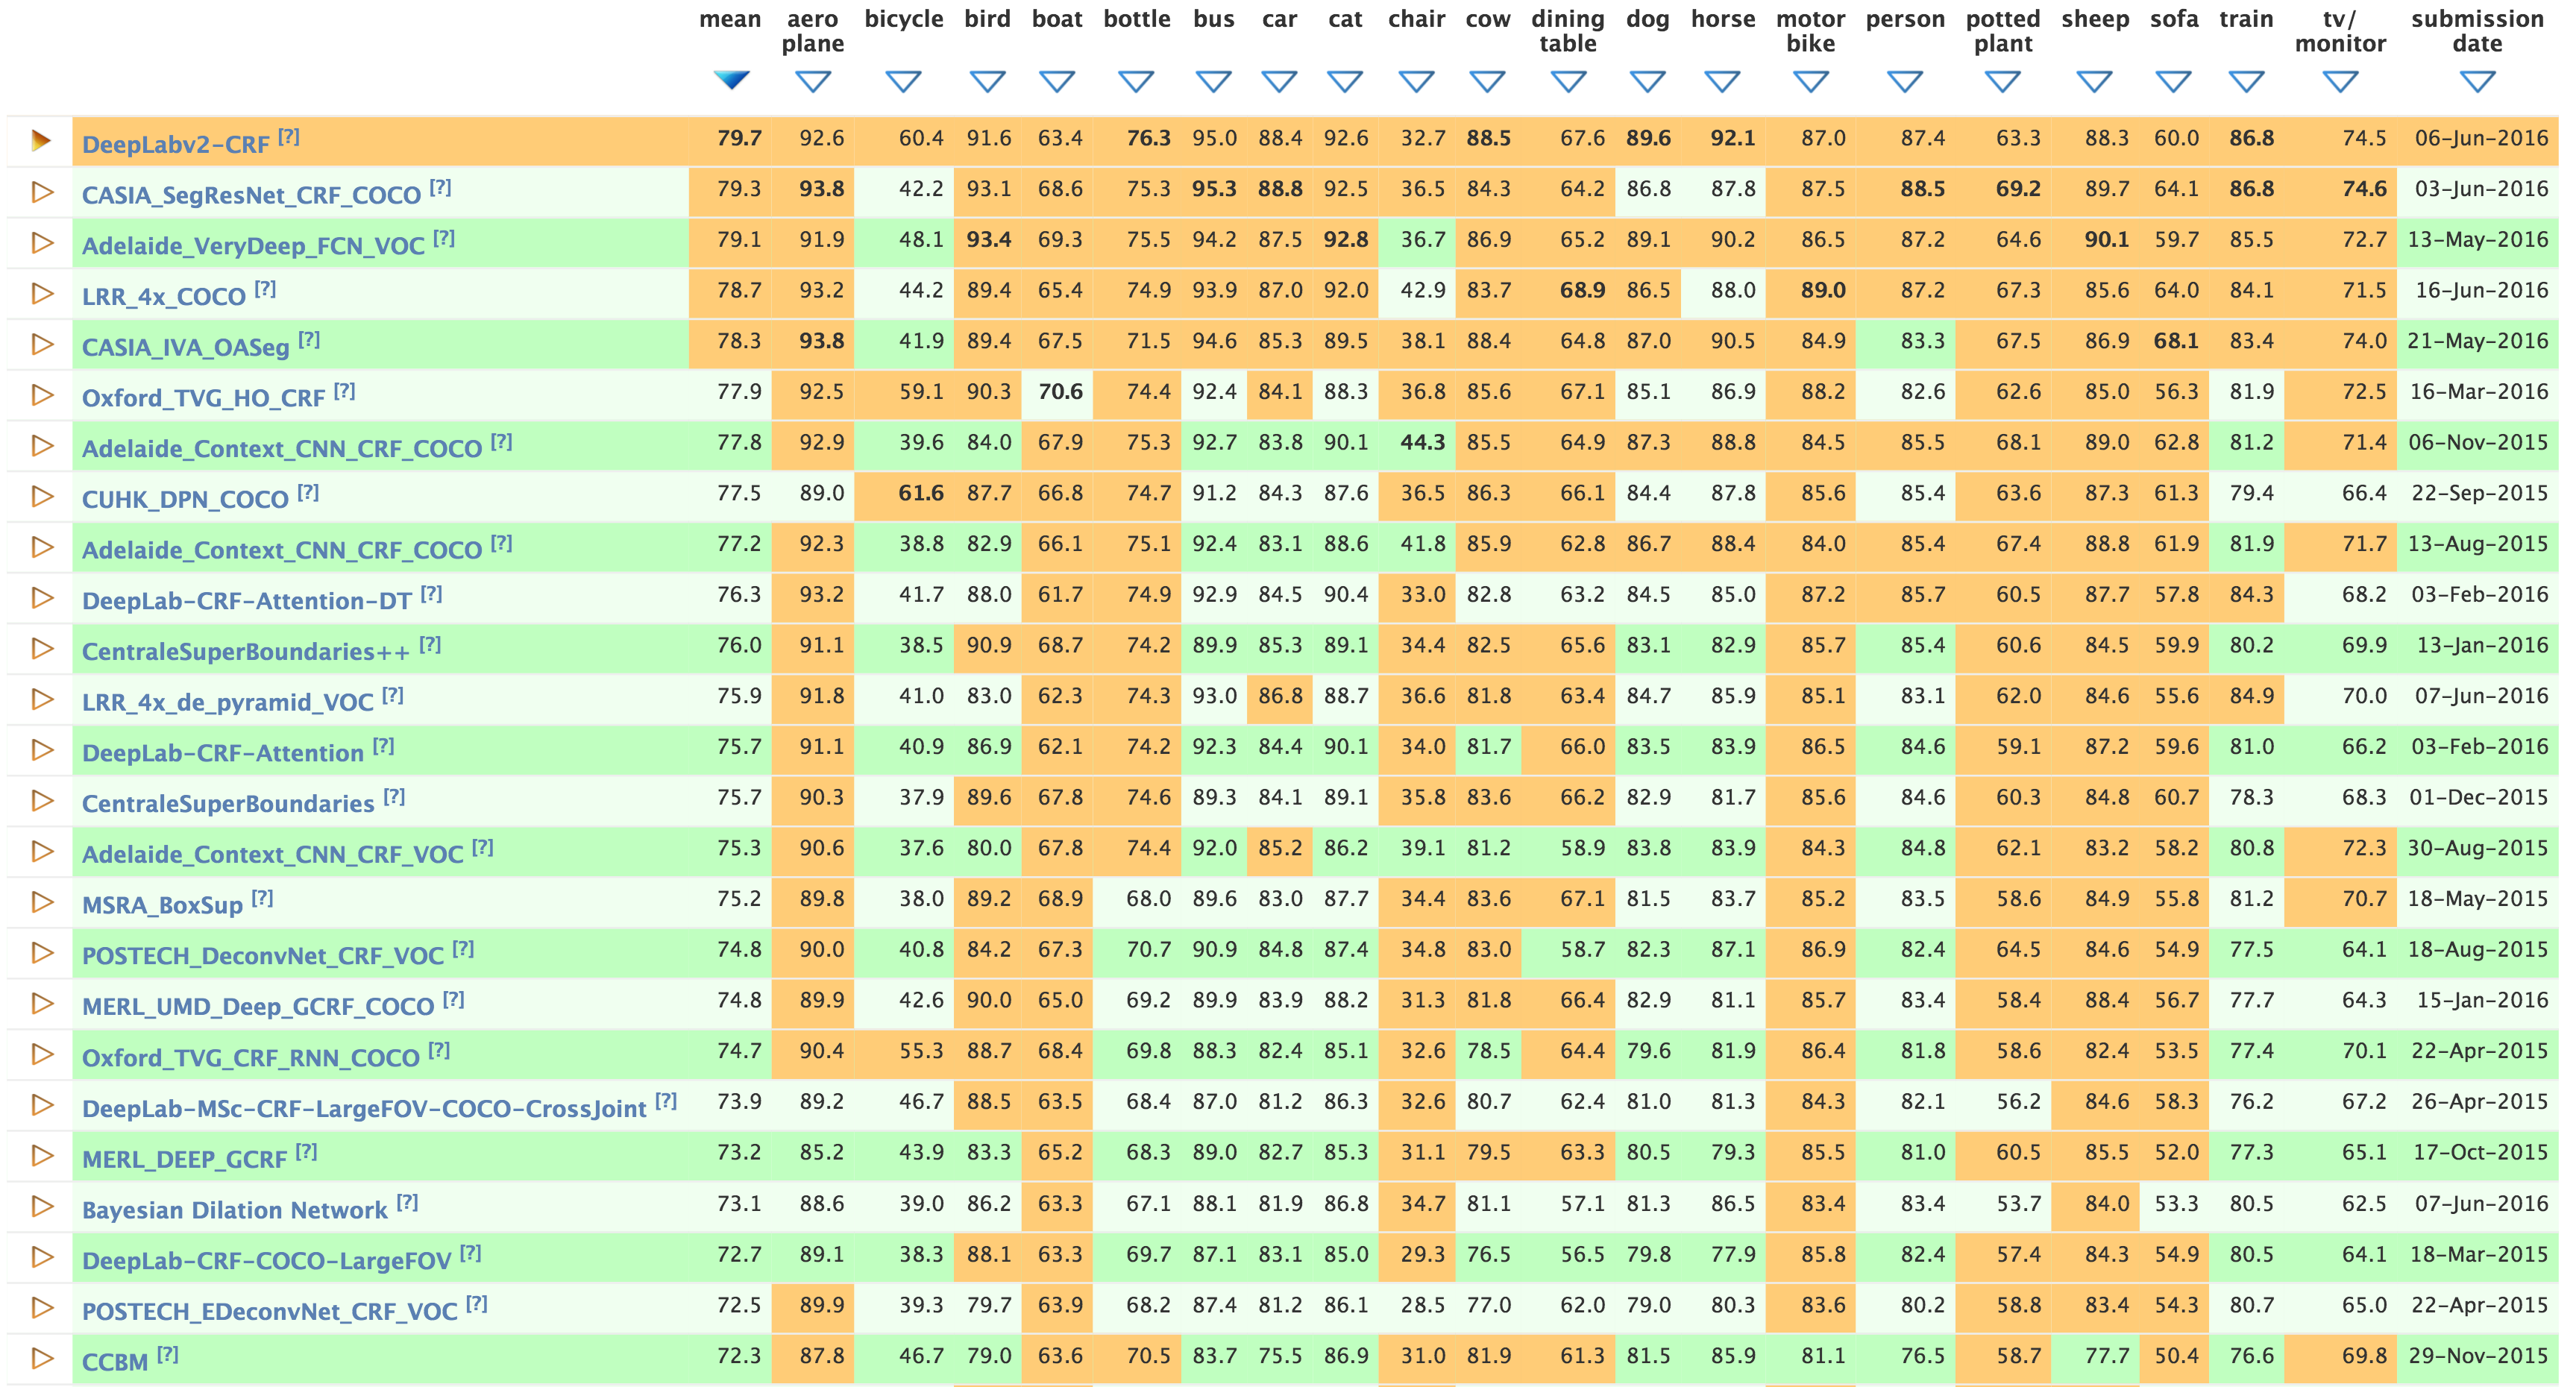 mean aero plane bicycle bird boat bottle bus car cat chair cow dining table dog horse motor bike person potted plant sheep sofa train tv/ monitor submission date
DeepLabv2-CRF [?] 79.7 92.6 60.4 91.6 63.4 76.3 95.0 88.4 92.6 32.7 88.5 67.6 89.6 92.1 87.0 87.4 63.3 88.3 60.0 86.8 74.5 06-Jun-2016
CASIA_SegResNet_CRF_COCO [?] 79.3 93.8 42.2 93.1 68.6 75.3 95.3 88.8 92.5 36.5 84.3 64.2 86.8 87.8 87.5 88.5 69.2 89.7 64.1 86.8 74.6 03-Jun-2016
Adelaide_VeryDeep_FCN_VOC [?] 79.1 91.9 48.1 93.4 69.3 75.5 94.2 87.5 92.8 36.7 86.9 65.2 89.1 90.2 86.5 87.2 64.6 90.1 59.7 85.5 72.7 13-May-2016
LRR_4x_COCO [?] 78.7 93.2 44.2 89.4 65.4 74.9 93.9 87.0 92.0 42.9 83.7 68.9 86.5 88.0 89.0 87.2 67.3 85.6 64.0 84.1 71.5 16-Jun-2016
CASIA_IVA_OASeg [?] 78.3 93.8 41.9 89.4 67.5 71.5 94.6 85.3 89.5 38.1 88.4 64.8 87.0 90.5 84.9 83.3 67.5 86.9 68.1 83.4 74.0 21-May-2016
Oxford_TVG_HO_CRF [?] 77.9 92.5 59.1 90.3 70.6 74.4 92.4 84.1 88.3 36.8 85.6 67.1 85.1 86.9 88.2 82.6 62.6 85.0 56.3 81.9 72.5 16-Mar-2016
Adelaide_Context_CNN_CRF_COCO [?] 77.8 92.9 39.6 84.0 67.9 75.3 92.7 83.8 90.1 44.3 85.5 64.9 87.3 88.8 84.5 85.5 68.1 89.0 62.8 81.2 71.4 06-Nov-2015
CUHK_DPN_COCO [?] 77.5 89.0 61.6 87.7 66.8 74.7 91.2 84.3 87.6 36.5 86.3 66.1 84.4 87.8 85.6 85.4 63.6 87.3 61.3 79.4 66.4 22-Sep-2015
Adelaide_Context_CNN_CRF_COCO [?] 77.2 92.3 38.8 82.9 66.1 75.1 92.4 83.1 88.6 41.8 85.9 62.8 86.7 88.4 84.0 85.4 67.4 88.8 61.9 81.9 71.7 13-Aug-2015
DeepLab-CRF-Attention-DT [?] 76.3 93.2 41.7 88.0 61.7 74.9 92.9 84.5 90.4 33.0 82.8 63.2 84.5 85.0 87.2 85.7 60.5 87.7 57.8 84.3 68.2 03-Feb-2016
CentraleSuperBoundaries++ [?] 76.0 91.1 38.5 90.9 68.7 74.2 89.9 85.3 89.1 34.4 82.5 65.6 83.1 82.9 85.7 85.4 60.6 84.5 59.9 80.2 69.9 13-Jan-2016
LRR_4x_de_pyramid_VOC [?] 75.9 91.8 41.0 83.0 62.3 74.3 93.0 86.8 88.7 36.6 81.8 63.4 84.7 85.9 85.1 83.1 62.0 84.6 55.6 84.9 70.0 07-Jun-2016
DeepLab-CRF-Attention [?] 75.7 91.1 40.9 86.9 62.1 74.2 92.3 84.4 90.1 34.0 81.7 66.0 83.5 83.9 86.5 84.6 59.1 87.2 59.6 81.0 66.2 03-Feb-2016
CentraleSuperBoundaries [?] 75.7 90.3 37.9 89.6 67.8 74.6 89.3 84.1 89.1 35.8 83.6 66.2 82.9 81.7 85.6 84.6 60.3 84.8 60.7 78.3 68.3 01-Dec-2015
Adelaide_Context_CNN_CRF_VOC [?] 75.3 90.6 37.6 80.0 67.8 74.4 92.0 85.2 86.2 39.1 81.2 58.9 83.8 83.9 84.3 84.8 62.1 83.2 58.2 80.8 72.3 30-Aug-2015
MSRA_BoxSup [?] 75.2 89.8 38.0 89.2 68.9 68.0 89.6 83.0 87.7 34.4 83.6 67.1 81.5 83.7 85.2 83.5 58.6 84.9 55.8 81.2 70.7 18-May-2015
POSTECH_DeconvNet_CRF_VOC [?] 74.8 90.0 40.8 84.2 67.3 70.7 90.9 84.8 87.4 34.8 83.0 58.7 82.3 87.1 86.9 82.4 64.5 84.6 54.9 77.5 64.1 18-Aug-2015
MERL_UMD_Deep_GCRF_COCO [?] 74.8 89.9 42.6 90.0 65.0 69.2 89.9 83.9 88.2 31.3 81.8 66.4 82.9 81.1 85.7 83.4 58.4 88.4 56.7 77.7 64.3 15-Jan-2016
Oxford_TVG_CRF_RNN_COCO [?] 74.7 90.4 55.3 88.7 68.4 69.8 88.3 82.4 85.1 32.6 78.5 64.4 79.6 81.9 86.4 81.8 58.6 82.4 53.5 77.4 70.1 22-Apr-2015
DeepLab-MSc-CRF-LargeFOV-COCO-CrossJoint [?] 73.9 89.2 46.7 88.5 63.5 68.4 87.0 81.2 86.3 32.6 80.7 62.4 81.0 81.3 84.3 82.1 56.2 84.6 58.3 76.2 67.2 26-Apr-2015
MERL_DEEP_GCRF [?] 73.2 85.2 43.9 83.3 65.2 68.3 89.0 82.7 85.3 31.1 79.5 63.3 80.5 79.3 85.5 81.0 60.5 85.5 52.0 77.3 65.1 17-Oct-2015
Bayesian Dilation Network [?] 73.1 88.6 39.0 86.2 63.3 67.1 88.1 81.9 86.8 34.7 81.1 57.1 81.3 86.5 83.4 83.4 53.7 84.0 53.3 80.5 62.5 07-Jun-2016
DeepLab-CRF-COCO-LargeFOV [?] 72.7 89.1 38.3 88.1 63.3 69.7 87.1 83.1 85.0 29.3 76.5 56.5 79.8 77.9 85.8 82.4 57.4 84.3 54.9 80.5 64.1 18-Mar-2015
POSTECH_EDeconvNet_CRF_VOC [?] 72.5 89.9 39.3 79.7 63.9 68.2 87.4 81.2 86.1 28.5 77.0 62.0 79.0 80.3 83.6 80.2 58.8 83.4 54.3 80.7 65.0 22-Apr-2015
CCBM [?] 72.3 87.8 46.7 79.0 63.6 70.5 83.7 75.5 86.9 31.0 81.9 61.3 81.5 85.9 81.1 76.5 58.7 77.7 50.4 76.6 69.8 29-Nov-2015